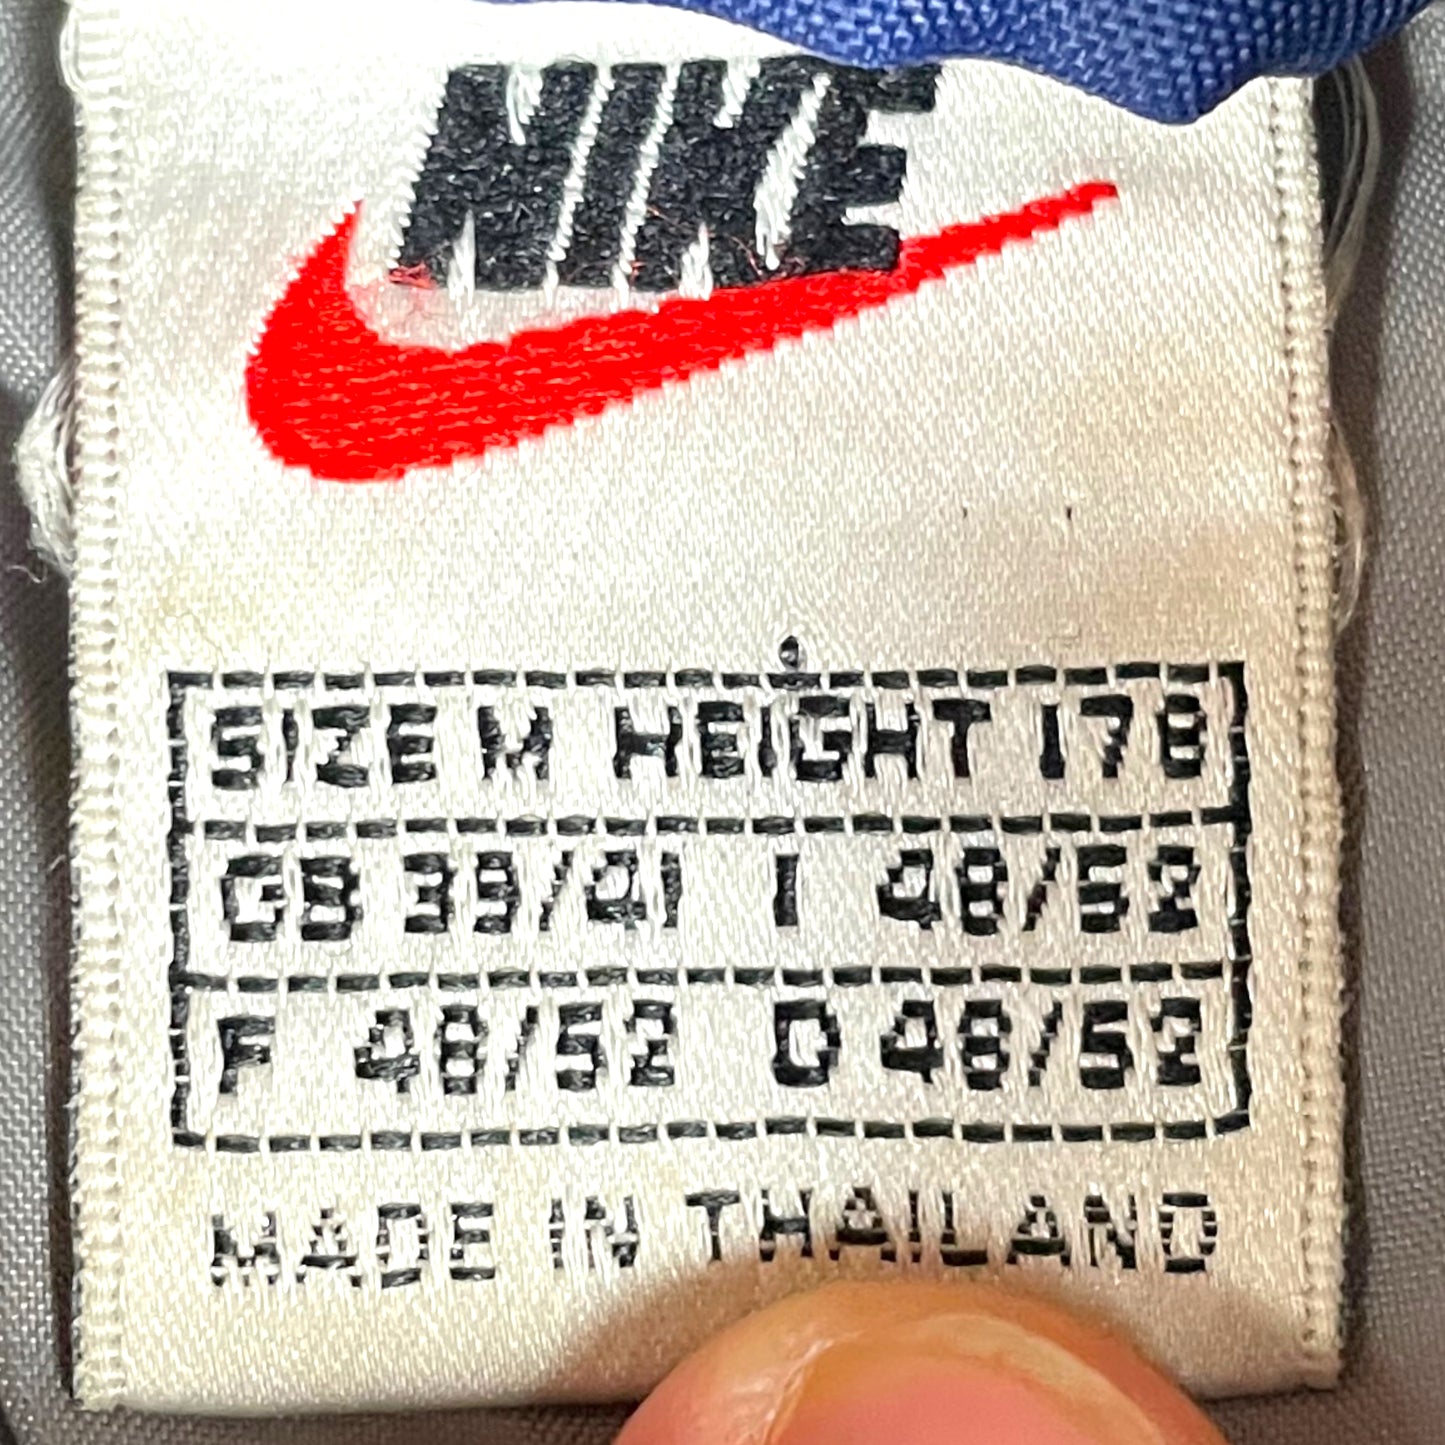 NIKE
SIZE M HEIGHT 178
GB 39/41 I 48/52
F 48/52 D 48/52
MADE IN THAILAND